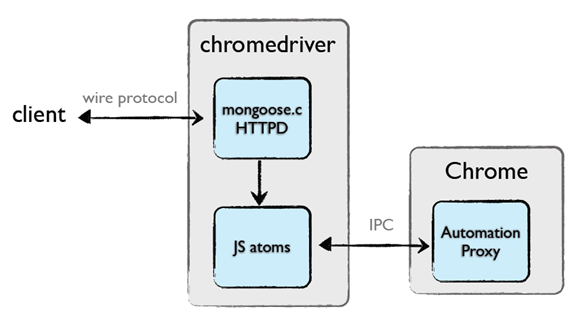 chromedriver
wire protocol
client
mongoose.c
HTTPD
Chrome
JS atoms
IPC
Automation
Proxy